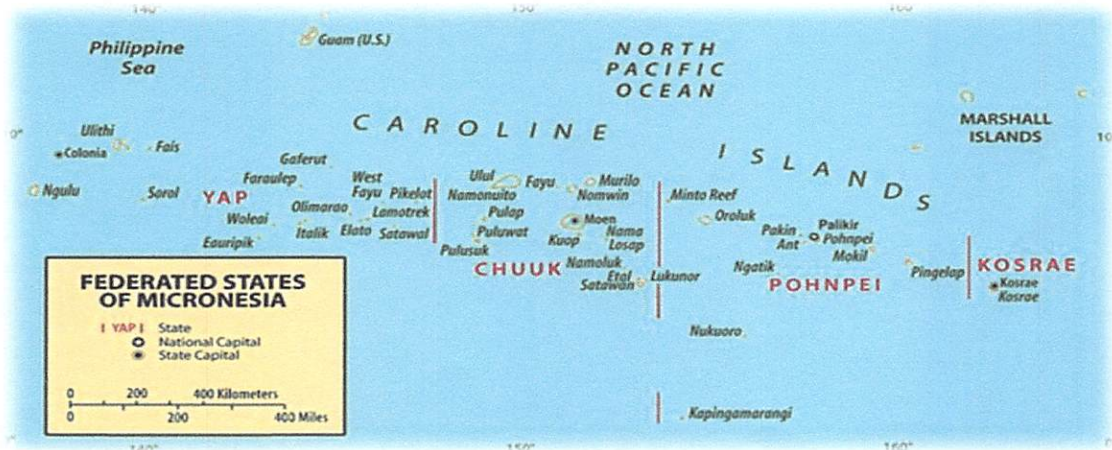 140°
150°
160°
Philippine
Sea
Guam (U.S.)
NORTH
PACIFIC
OCEAN
MARSHALL
ISLANDS
CAROLINE
ISLANDS
0°
10
Ulithi
Colonia
Fais
Ngulu
Sorol
YAP
Gaferut
Faraulep
West
Fayu
Pikelot
Olimarao
Lamotrek
Woleai
Eauripik
Italik
Elato
Satawal
Ulul
Fayu
Murilo
Namonuito
Nomwin
Pulap
Moen
Puluwat
Nama
Kuop
Losap
Pulusuk
CHUUK
Namoluk
Etal
Lukunor
Satawan
Minto Reef
Oroluk
Pakin
Palikir
Ant
Pohnpei
Mokil
Ngatik
POHNPEI
Pingelap
KOSRAE
Kosrae
Kosrae
Nukuoro
Kapingamarangi
FEDERATED STATES
OF MICRONESIA
YAP State
National Capital
State Capital
0 200 400 Kilometers
0 200 400 Miles
140°
150°
160°